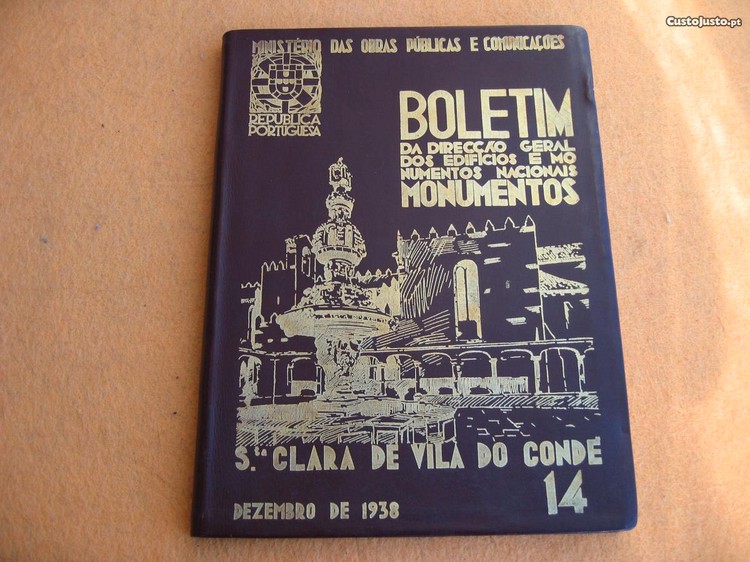 CustoJusto.pt
MINISTÉRIO DAS OBRAS PÚBLICAS E COMUNICAÇÕES
REPUBLICA
PORTUGUESA
BOLETIM
DA DIRECÇÃO GERAL
DOS EDIFÍCIOS E MO
NUMENTOS NACIONAIS
MONUMENTOS
S.ta CLARA DE VILA DO CONDE
14
DEZEMBRO DE 1938